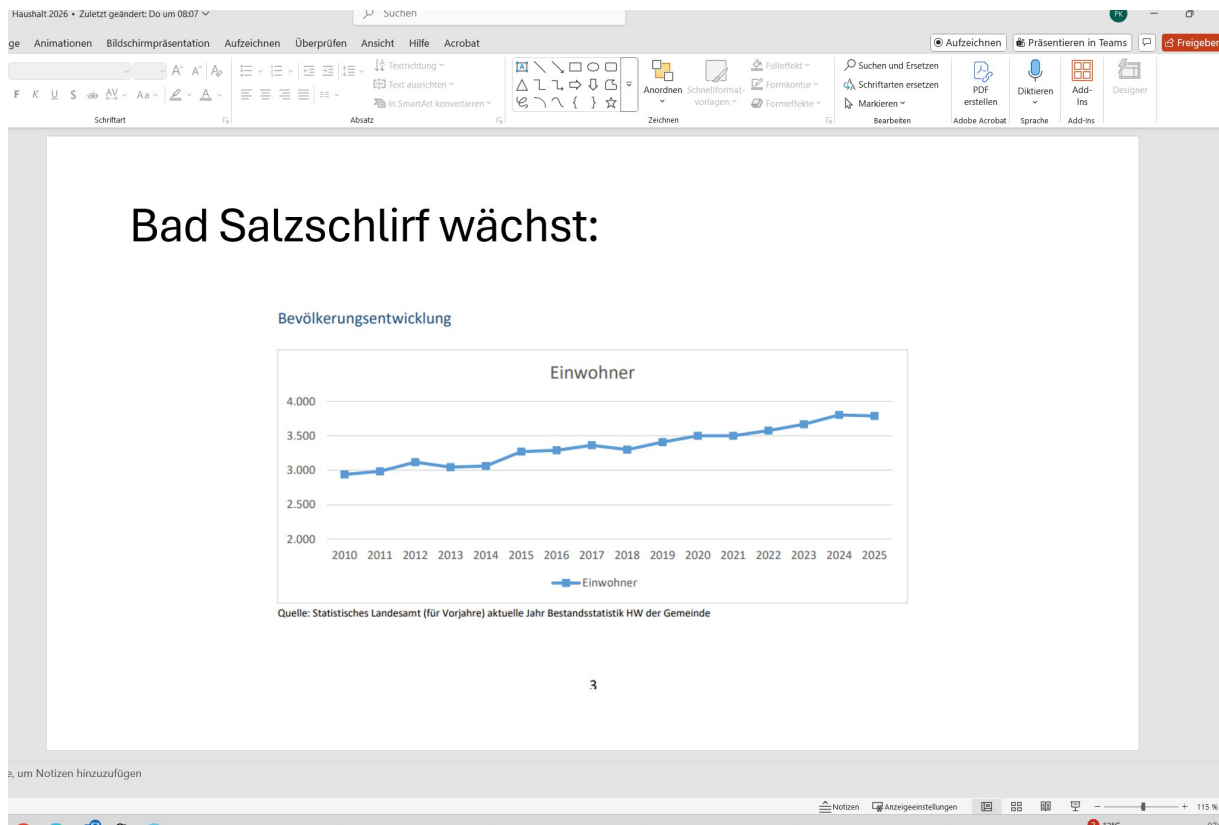 Haushalt 2026 • Zuletzt geändert: Do um 08:07
Suchen
PK
ge Animationen Bildschirmpräsentation Aufzeichnen Überprüfen Ansicht Hilfe Acrobat
Aufzeichnen Präsentieren in Teams Freigeben
Textrichtung
Text ausrichten
In SmartArt konvertieren
F K U S ab AV Aa A
Anordnen
Schnellformat-
vorlagen
Fülleffekt
Formkontur
Formeffekte
Suchen und Ersetzen
Schriftarten ersetzen
Markieren
PDF
erstellen
Diktieren
Add-
Ins
Designer
Schriftart Absatz Zeichnen Bearbeiten Adobe Acrobat Sprache Add-Ins
Bad Salzschlirf wächst:
Bevölkerungsentwicklung
Einwohner
4.000
3.500
3.000
2.500
2.000
2010 2011 2012 2013 2014 2015 2016 2017 2018 2019 2020 2021 2022 2023 2024 2025
Einwohner
Quelle: Statistisches Landesamt (für Vorjahre) aktuelle Jahr Bestandsstatistik HW der Gemeinde
3
e, um Notizen hinzuzufügen
Notizen Anzeigeeinstellungen 115 %